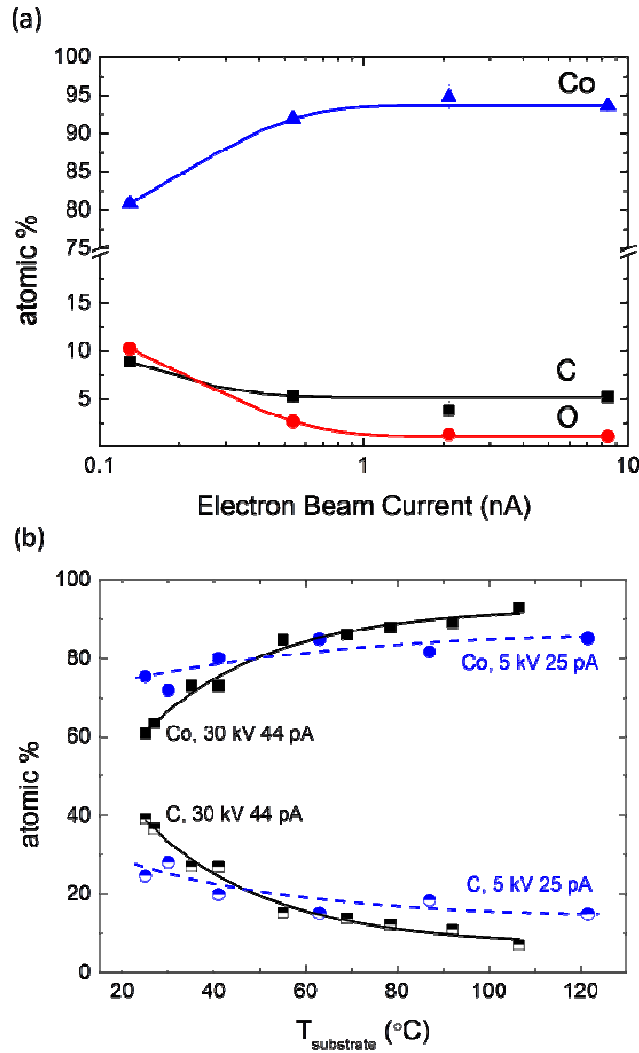 (a)
100
95
90
85
80
75
15
10
5
atomic %
Co
C
O
0.1
1
10
Electron Beam Current (nA)
(b)
100
80
60
40
20
0
atomic %
Co, 5 kV 25 pA
Co, 30 kV 44 pA
C, 30 kV 44 pA
C, 5 kV 25 pA
20
40
60
80
100
120
T substrate (°C)